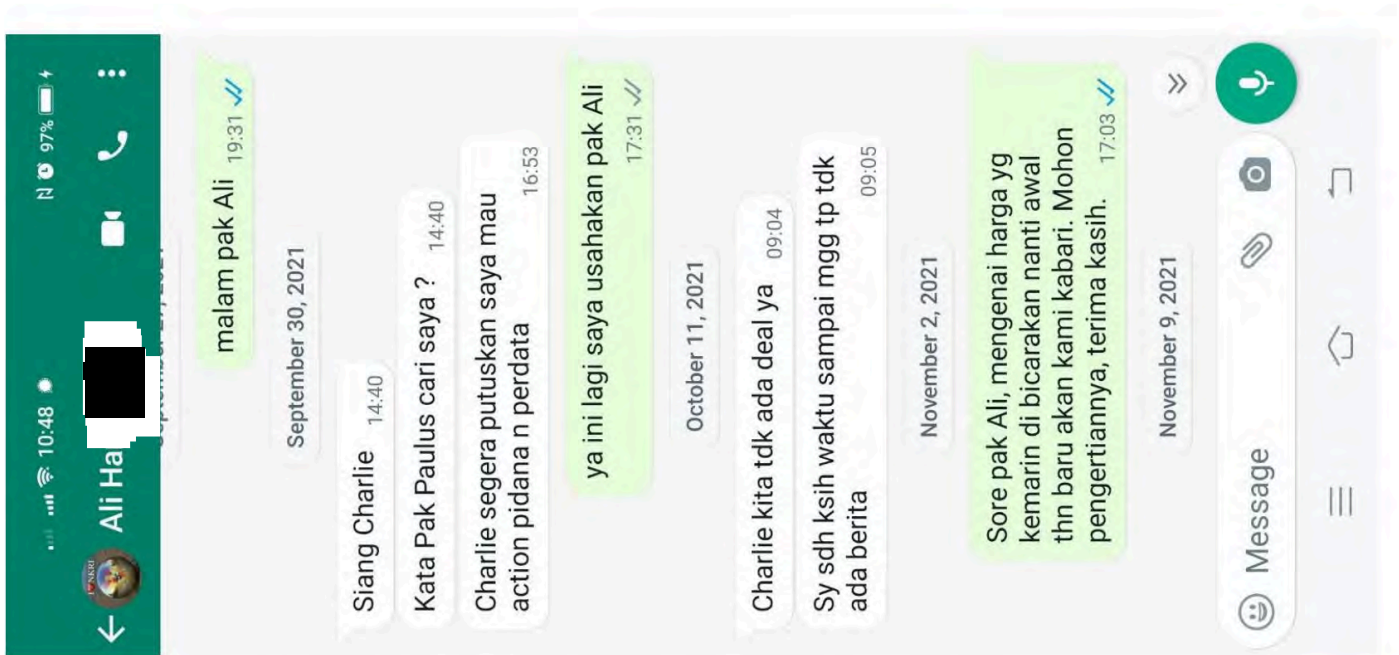 10:48
97%
Ali Ha
malam pak Ali
19:31
September 30, 2021
Siang Charlie
14:40
Kata Pak Paulus cari saya ?
14:40
Charlie segera putuskan saya mau
action pidana n perdata
16:53
ya ini lagi saya usahakan pak Ali
17:31
October 11, 2021
Charlie kita tdk ada deal ya
09:04
Sy sdh ksih waktu sampai mgg tp tdk
ada berita
09:05
November 2, 2021
Sore pak Ali, mengenai harga yg
kemarin di bicarakan nanti awal
thn baru akan kami kabari. Mohon
pengertiannya, terima kasih.
17:03
November 9, 2021
Message